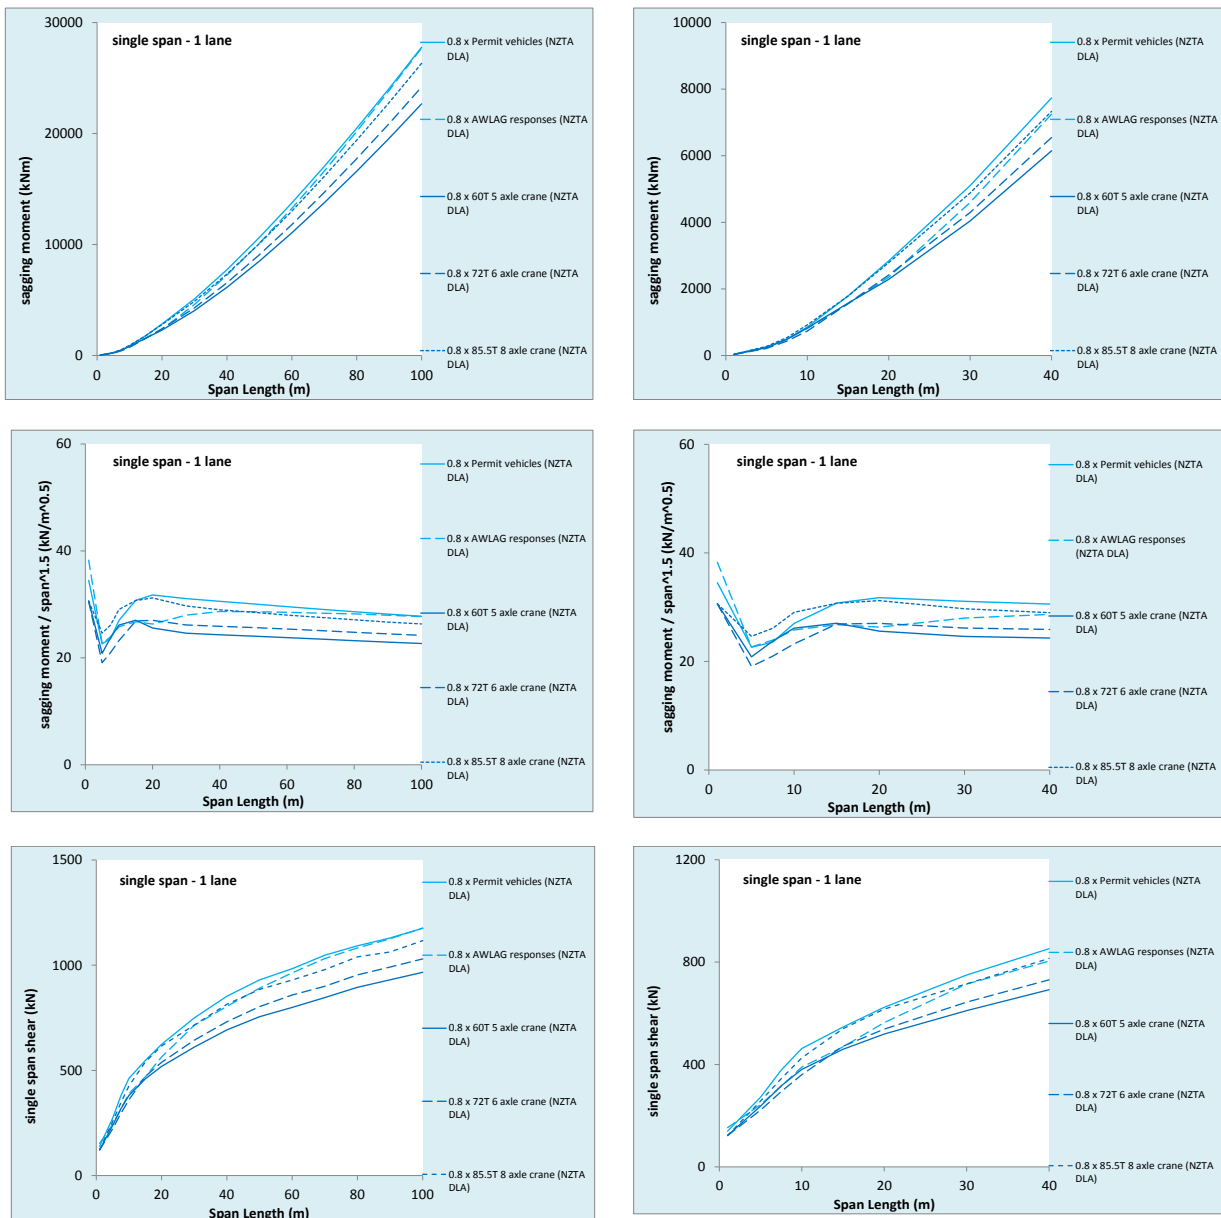 single span - 1 lane
30000
20000
10000
0
sagging moment (kNm)
0 20 40 60 80 100
Span Length (m)
0.8 x Permit vehicles (NZTA
DLA)
0.8 x AWLAG responses (NZTA
DLA)
0.8 x 60T 5 axle crane (NZTA
DLA)
0.8 x 72T 6 axle crane (NZTA
DLA)
0.8 x 85.5T 8 axle crane (NZTA
DLA)
single span - 1 lane
10000
8000
6000
4000
2000
0
sagging moment (kNm)
0 10 20 30 40
Span Length (m)
0.8 x Permit vehicles (NZTA
DLA)
0.8 x AWLAG responses (NZTA
DLA)
0.8 x 60T 5 axle crane (NZTA
DLA)
0.8 x 72T 6 axle crane (NZTA
DLA)
0.8 x 85.5T 8 axle crane (NZTA
DLA)
single span - 1 lane
60
40
20
0
sagging moment / span^1.5 (kN/m^0.5)
0 20 40 60 80 100
Span Length (m)
0.8 x Permit vehicles (NZTA
DLA)
0.8 x AWLAG responses (NZTA
DLA)
0.8 x 60T 5 axle crane (NZTA
DLA)
0.8 x 72T 6 axle crane (NZTA
DLA)
0.8 x 85.5T 8 axle crane (NZTA
DLA)
single span - 1 lane
60
40
20
0
sagging moment / span^1.5 (kN/m^0.5)
0 10 20 30 40
Span Length (m)
0.8 x Permit vehicles (NZTA
DLA)
0.8 x AWLAG responses
(NZTA DLA)
0.8 x 60T 5 axle crane (NZTA
DLA)
0.8 x 72T 6 axle crane (NZTA
DLA)
0.8 x 85.5T 8 axle crane (NZTA
DLA)
single span - 1 lane
1500
1000
500
0
single span shear (kN)
0 20 40 60 80 100
Span Length (m)
0.8 x Permit vehicles (NZTA
DLA)
0.8 x AWLAG responses (NZTA
DLA)
0.8 x 60T 5 axle crane (NZTA
DLA)
0.8 x 72T 6 axle crane (NZTA
DLA)
0.8 x 85.5T 8 axle crane (NZTA
DLA)
single span - 1 lane
1200
800
400
0
single span shear (kN)
0 10 20 30 40
Span Length (m)
0.8 x Permit vehicles (NZTA
DLA)
0.8 x AWLAG responses (NZTA
DLA)
0.8 x 60T 5 axle crane (NZTA
DLA)
0.8 x 72T 6 axle crane (NZTA
DLA)
0.8 x 85.5T 8 axle crane (NZTA
DLA)